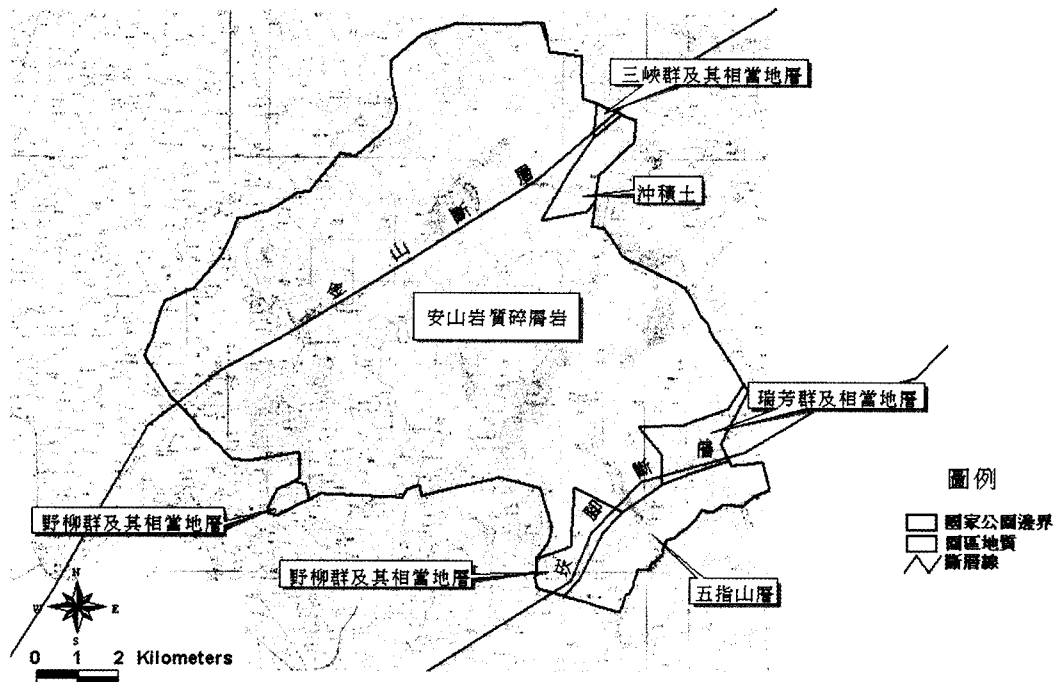 三峽群及其相當地層
沖積土
金山斷層
安山岩質碎屑岩
瑞芳群及相當地層
崁腳斷層
野柳群及其相當地層
野柳群及其相當地層
五指山層
圖例
國家公園邊界
園區地質
斷層線
N
W
E
S
0 1 2 Kilometers